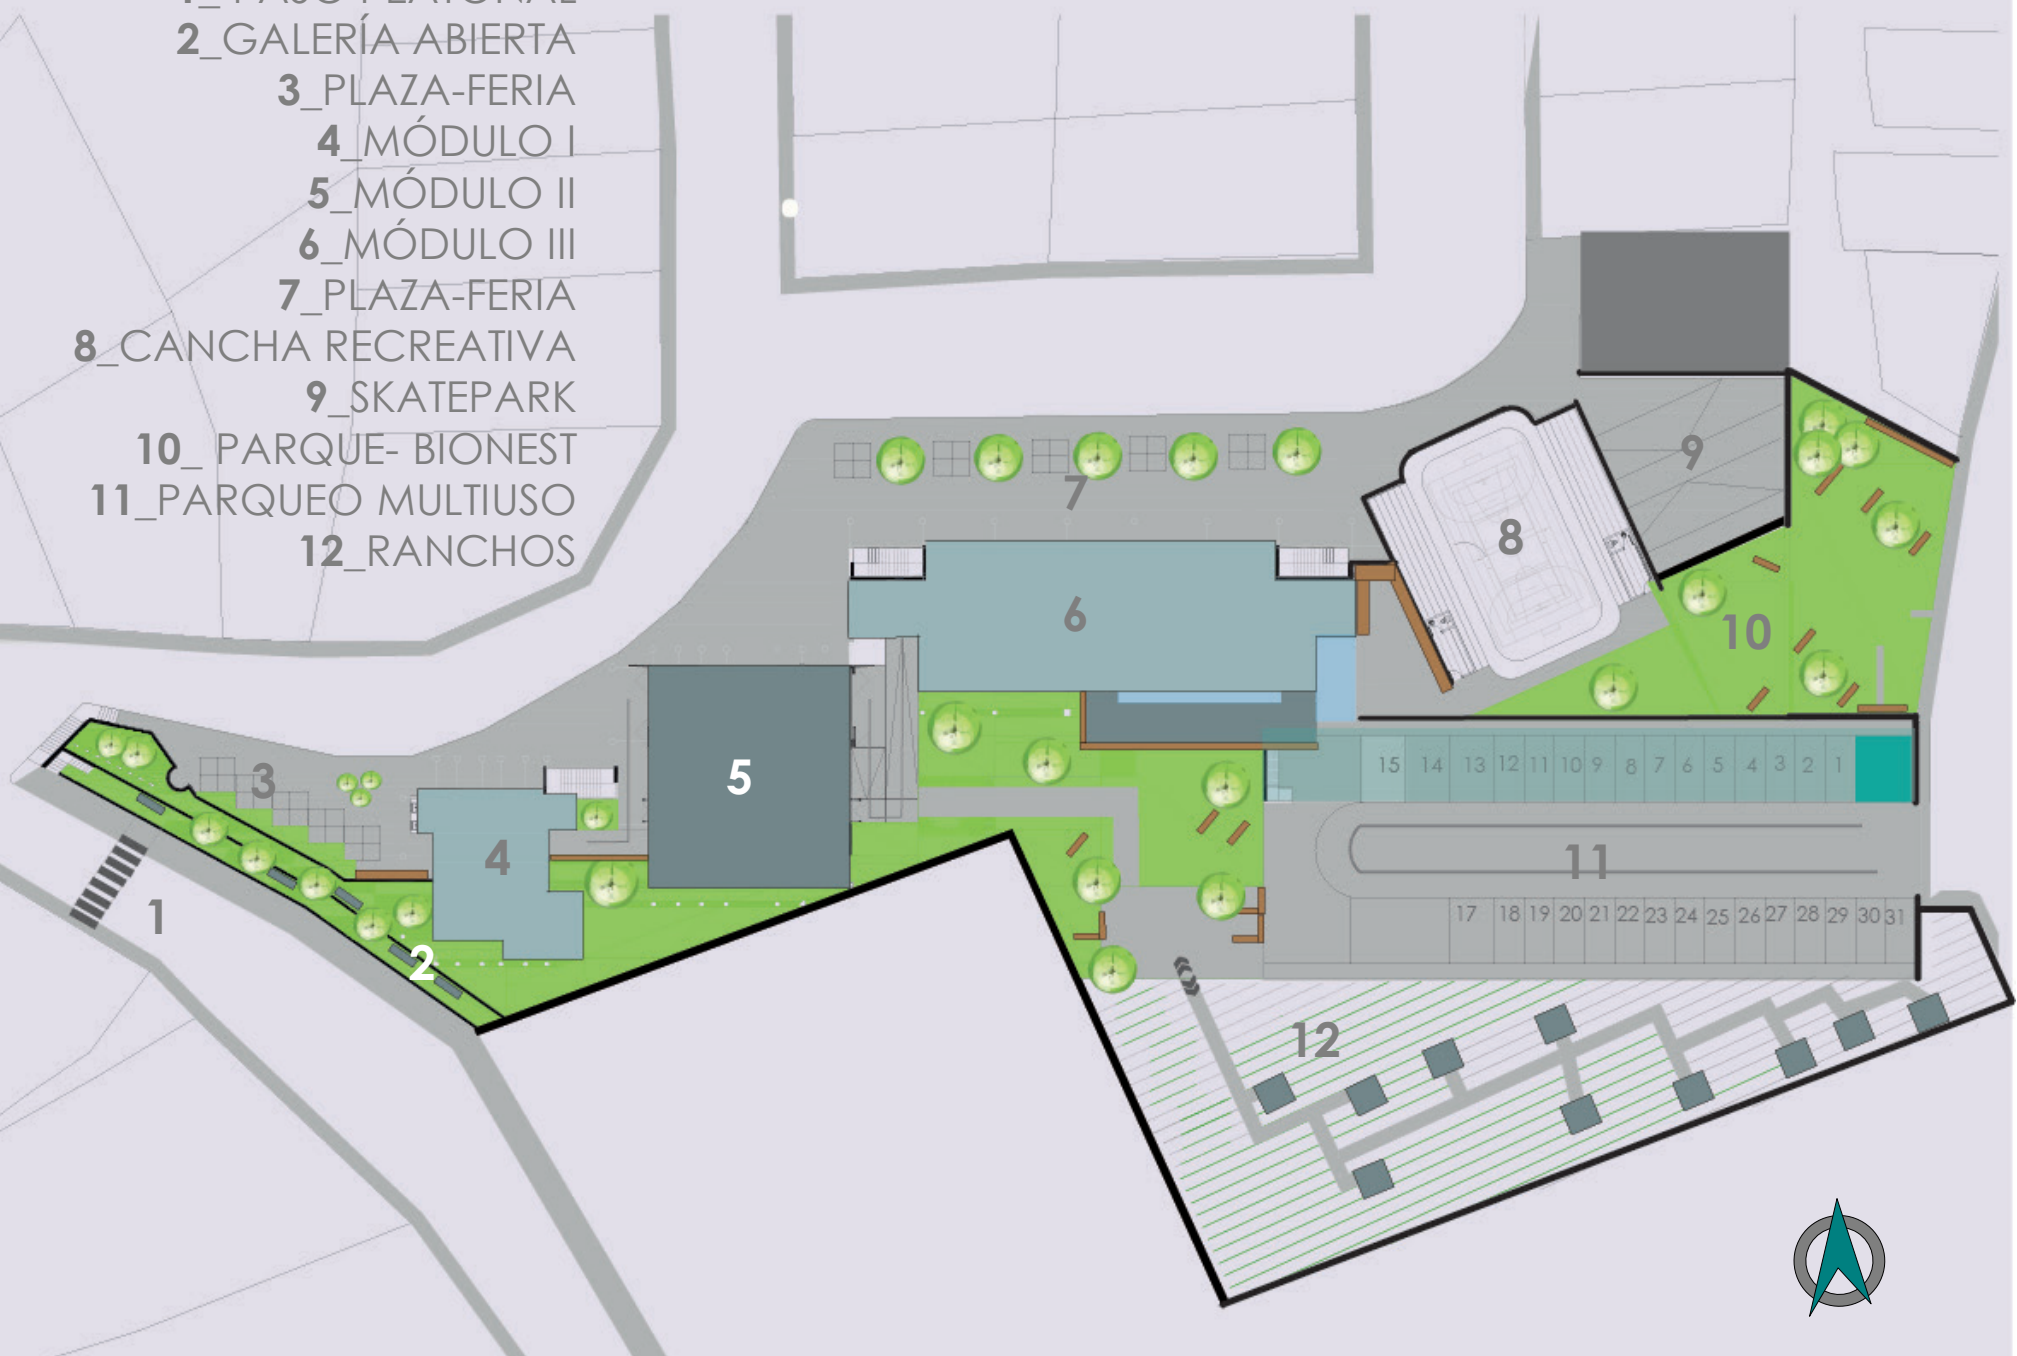 2_GALERÍA ABIERTA
3_PLAZA-FERIA
4_MÓDULO I
5_MÓDULO II
6_MÓDULO III
7_PLAZA-FERIA
8_CANCHA RECREATIVA
9_SKATEPARK
10_ PARQUE- BIONEST
11_PARQUEO MULTIUSO
12_RANCHOS
7
9
8
6
10
3
5
4
1
2
15 14 13 12 11 10 9 8 7 6 5 4 3 2 1
11
17 18 19 20 21 22 23 24 25 26 27 28 29 30 31
12